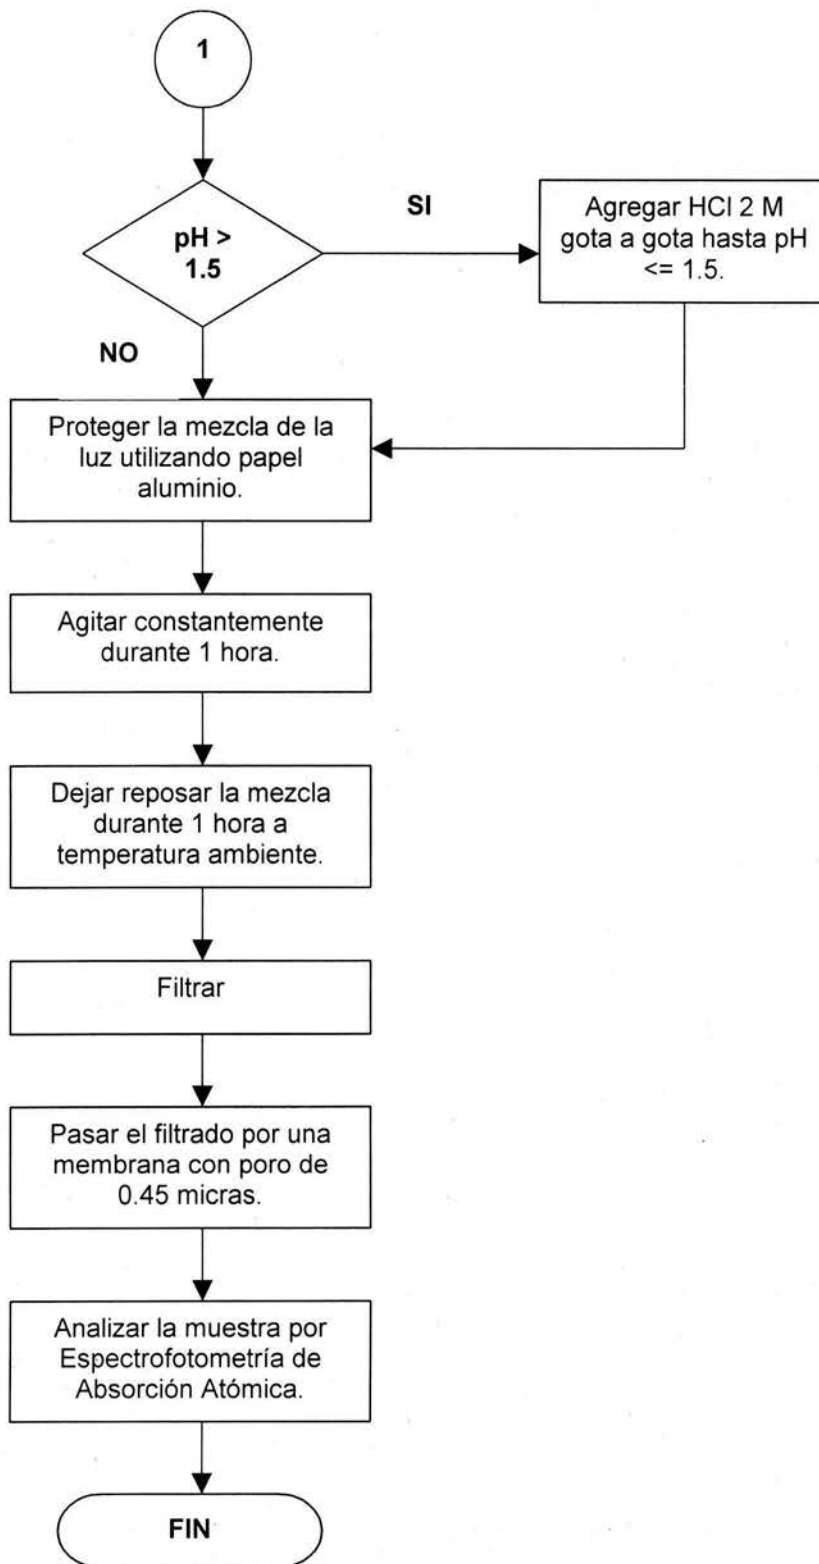 1
pH >
1.5
SI
Agregar HCl 2 M
gota a gota hasta pH
<= 1.5.
NO
Proteger la mezcla de la
luz utilizando papel
aluminio.
Agitar constantemente
durante 1 hora.
Dejar reposar la mezcla
durante 1 hora a
temperatura ambiente.
Filtrar
Pasar el filtrado por una
membrana con poro de
0.45 micras.
Analizar la muestra por
Espectrofotometría de
Absorción Atómica.
FIN